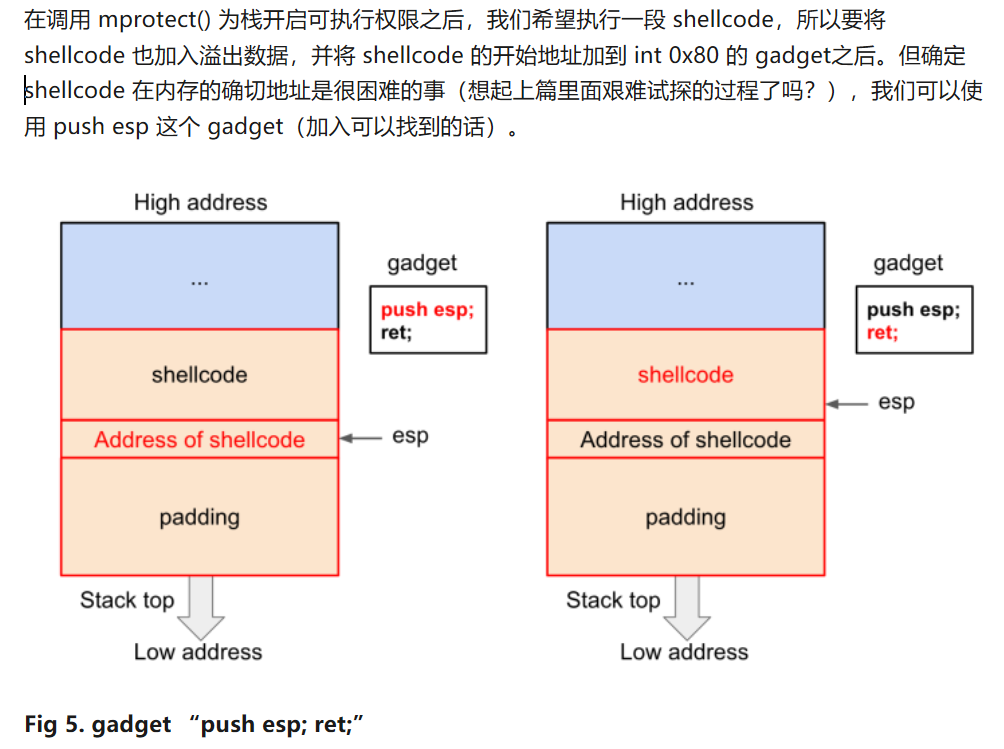 在调用 mprotect() 为栈开启可执行权限之后，我们希望执行一段 shellcode，所以要将
shellcode 也加入溢出数据，并将 shellcode 的开始地址加到 int 0x80 的 gadget之后。但确定
shellcode 在内存的确切地址是很困难的事（想起上篇里面艰难试探的过程了吗？），我们可以使
用 push esp 这个 gadget（加入可以找到的话）。
High address
...
gadget
push esp;
ret;
shellcode
Address of shellcode
esp
padding
Stack top
Low address
High address
...
gadget
push esp;
ret;
shellcode
esp
Address of shellcode
padding
Stack top
Low address
Fig 5. gadget “push esp; ret;”